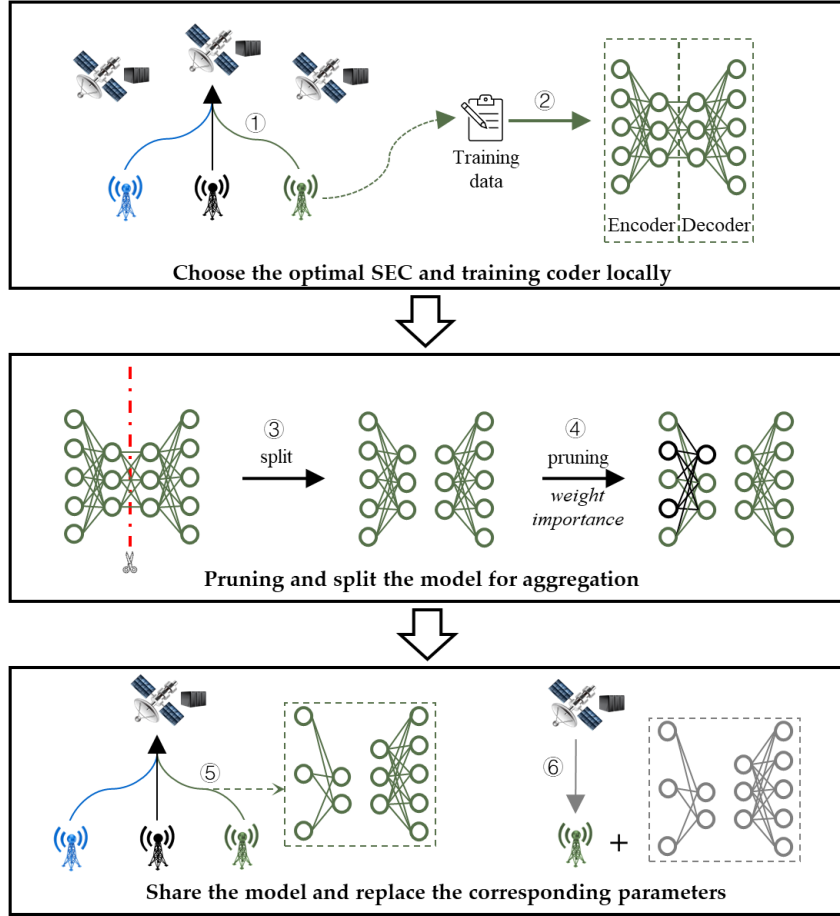 ①
②
Training
data
Encoder Decoder
Choose the optimal SEC and training coder locally
③
split
④
pruning
weight
importance
Pruning and split the model for aggregation
⑤
⑥
+
Share the model and replace the corresponding parameters